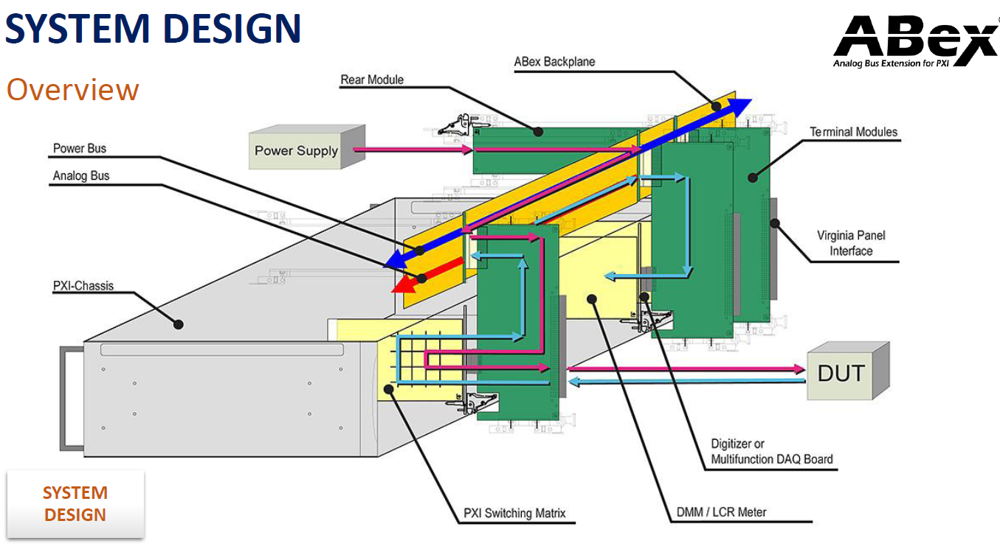 SYSTEM DESIGN
ABex
Analog Bus Extension for PXI
Overview
ABex Backplane
Rear Module
Power Supply
Terminal Modules
Power Bus
Analog Bus
Virginia Panel
Interface
PXI-Chassis
DUT
Digitizer or
Multifunction DAQ Board
SYSTEM
DESIGN
PXI Switching Matrix
DMM / LCR Meter